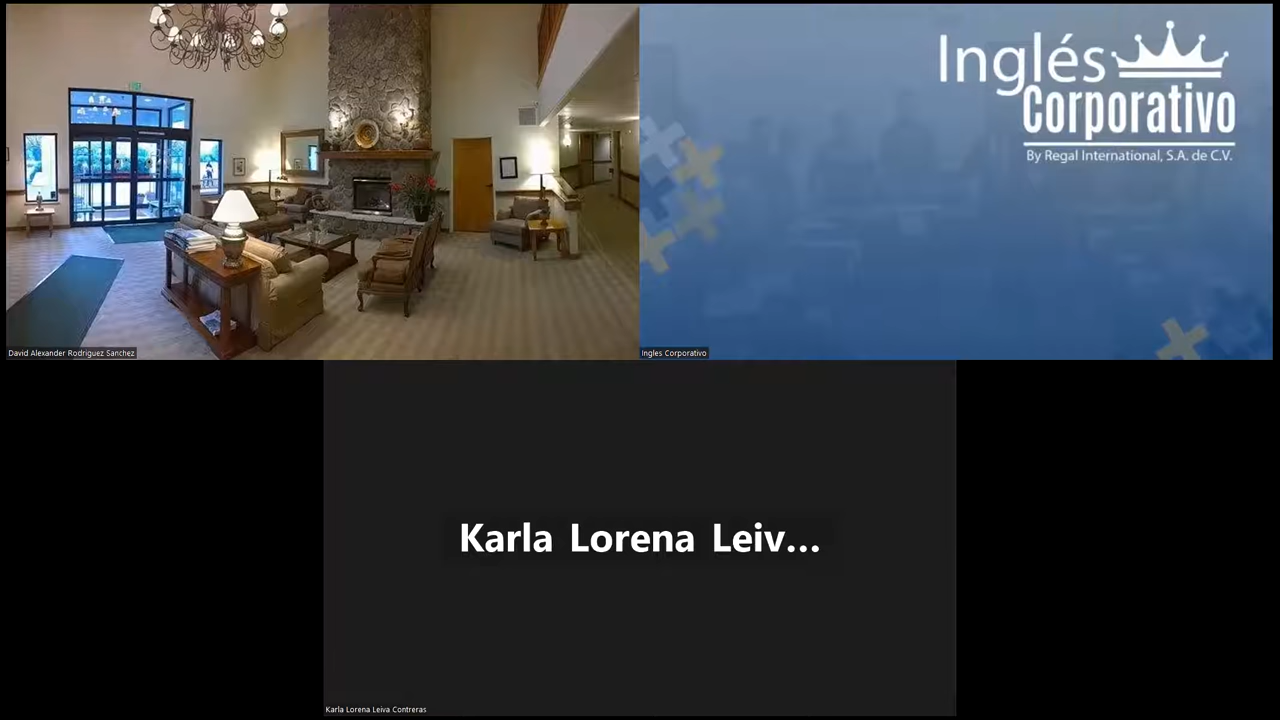 Inglés
Corporativo
By Regal International, S.A. de C.V.
David Alexander Rodriguez Sanchez
Ingles Corporativo
Karla Lorena Leiv...
Karla Lorena Leiva Contreras